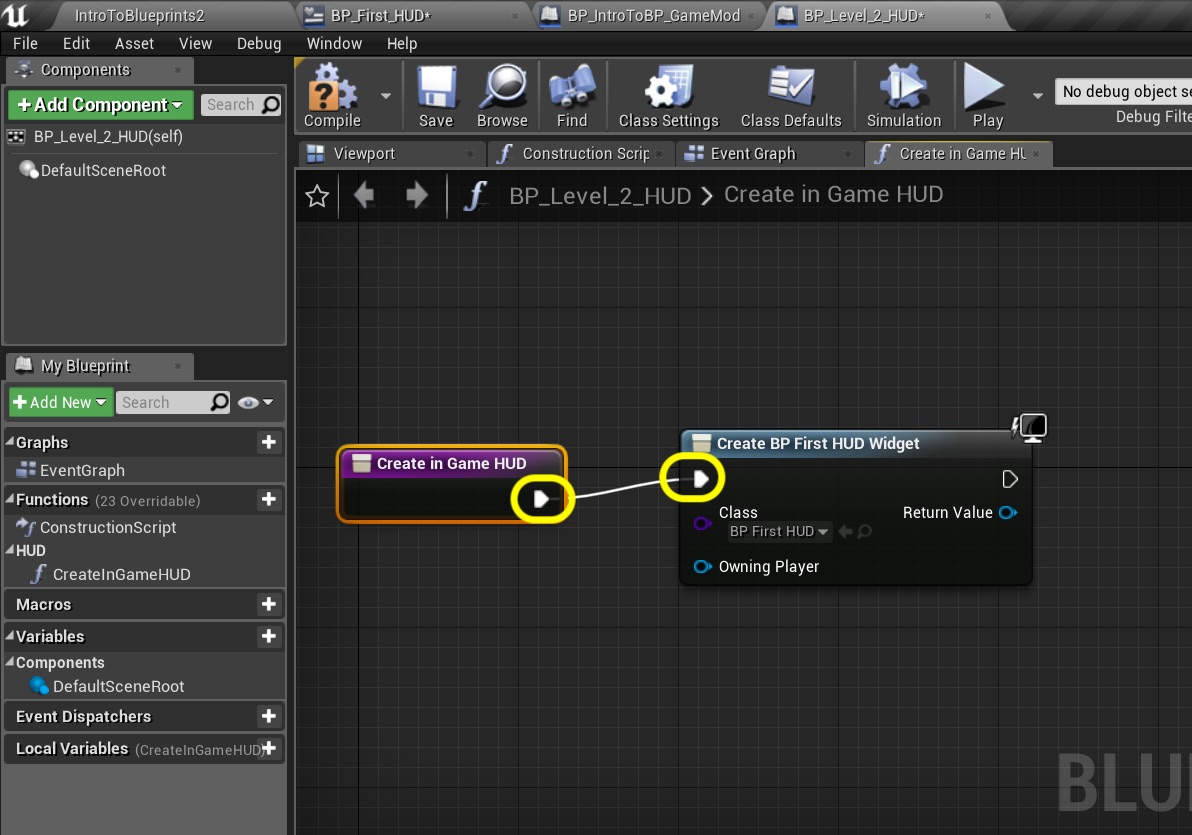 IntroToBlueprints2 BP_First_HUD* BP_IntroToBP_GameMod BP_Level_2_HUD*
File Edit Asset View Debug Window Help
Components
+Add Component Search
BP_Level_2_HUD(self)
DefaultSceneRoot
Compile Save Browse Find Class Settings Class Defaults Simulation Play
No debug object se
Debug Filte
Viewport Construction Scrip Event Graph Create in Game HU
BP_Level_2_HUD > Create in Game HUD
My Blueprint
+Add New Search
Graphs
EventGraph
Functions (23 Overridable)
ConstructionScript
HUD
CreateInGameHUD
Macros
Variables
Components
DefaultSceneRoot
Event Dispatchers
Local Variables (CreateInGameHUD)
Create in Game HUD
Create BP First HUD Widget
Class
BP First HUD
Return Value
Owning Player
BLU